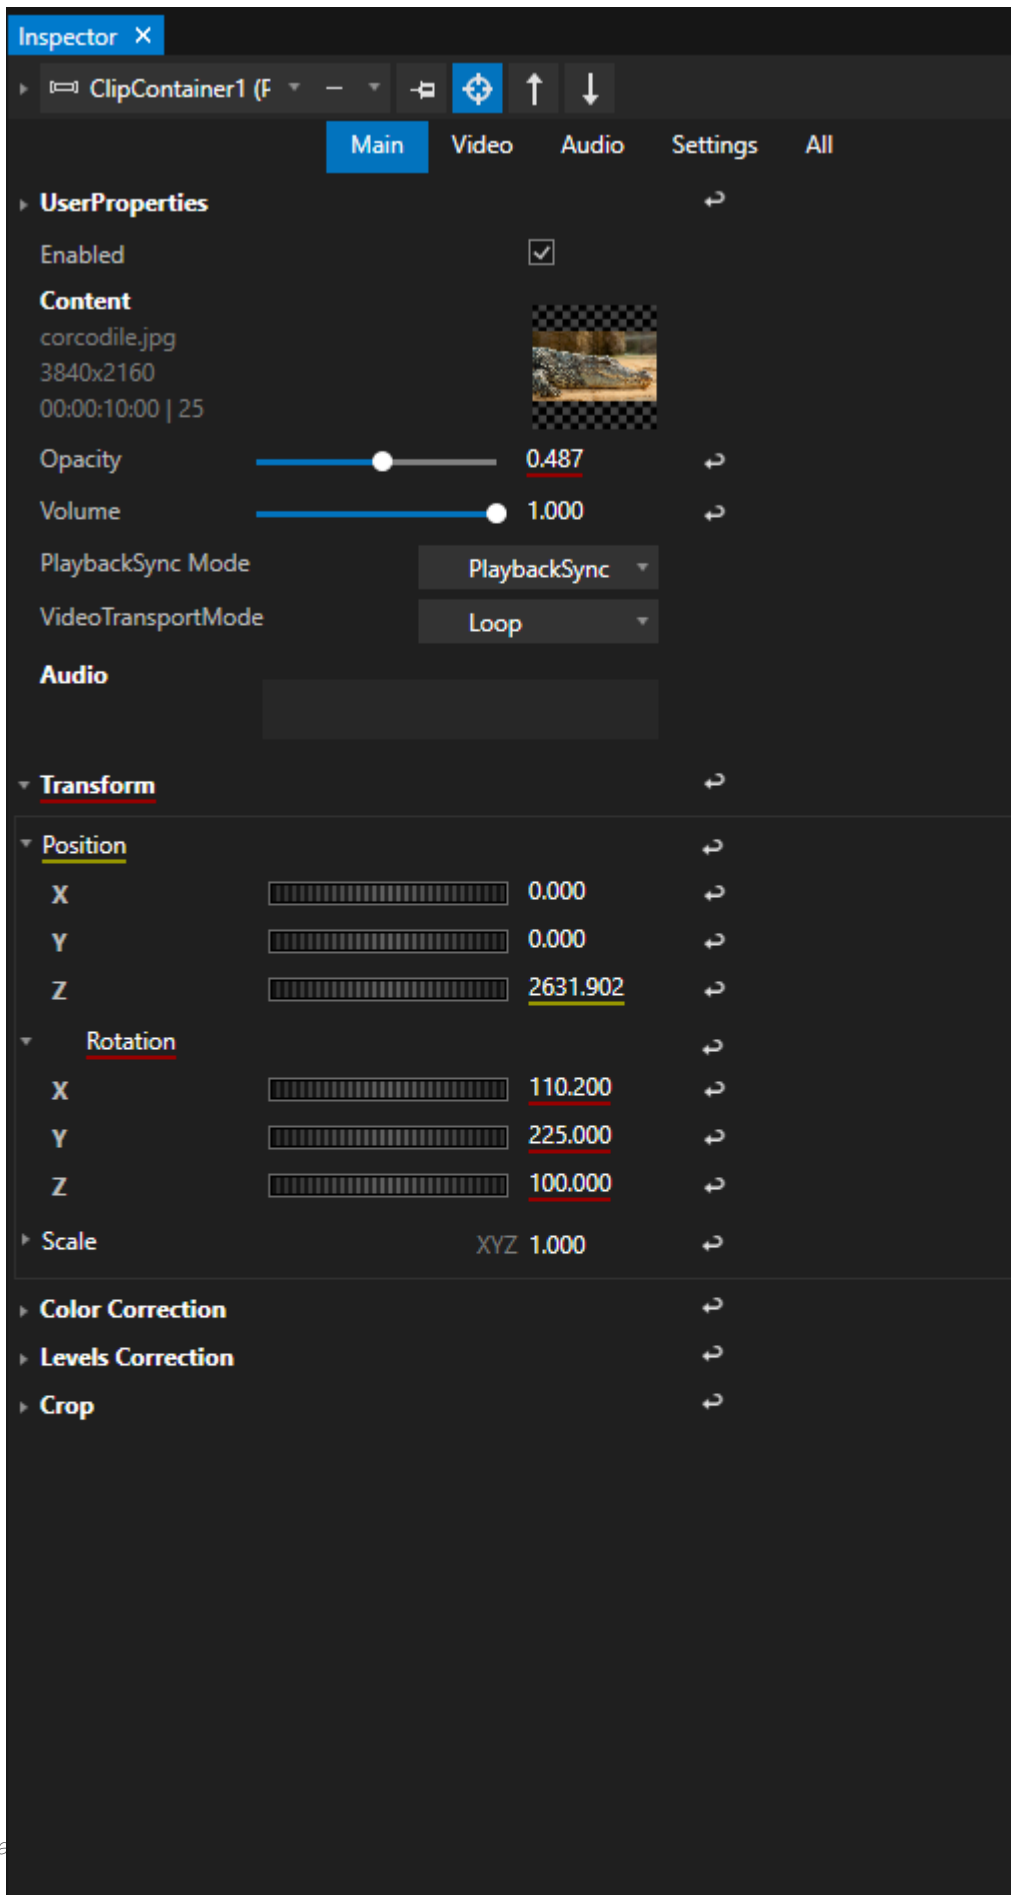 Inspector
ClipContainer1 (F
Main Video Audio Settings All
UserProperties
Enabled
Content
corcodile.jpg
3840x2160
00:00:10:00 | 25
Opacity 0.487
Volume 1.000
PlaybackSync Mode PlaybackSync
VideoTransportMode Loop
Audio
Transform
Position
X 0.000
Y 0.000
Z 2631.902
Rotation
X 110.200
Y 225.000
Z 100.000
Scale XYZ 1.000
Color Correction
Levels Correction
Crop